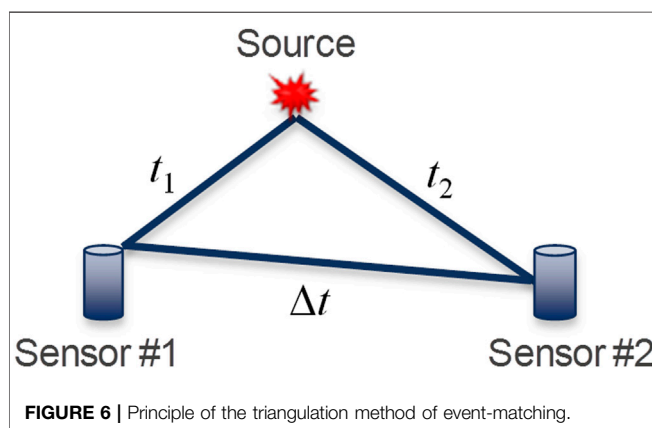 Source
t₁
t₂
Δt
Sensor #1
Sensor #2
FIGURE 6 | Principle of the triangulation method of event-matching.